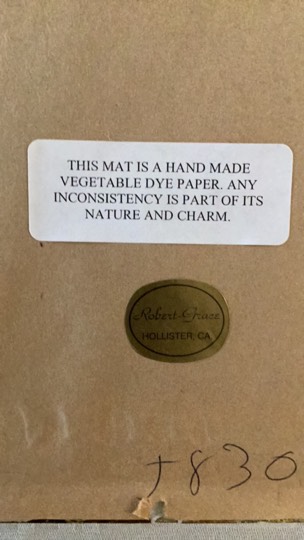 THIS MAT IS A HAND MADE
VEGETABLE DYE PAPER. ANY
INCONSISTENCY IS PART OF ITS
NATURE AND CHARM.
Robert Grace
HOLLISTER, CA
J830